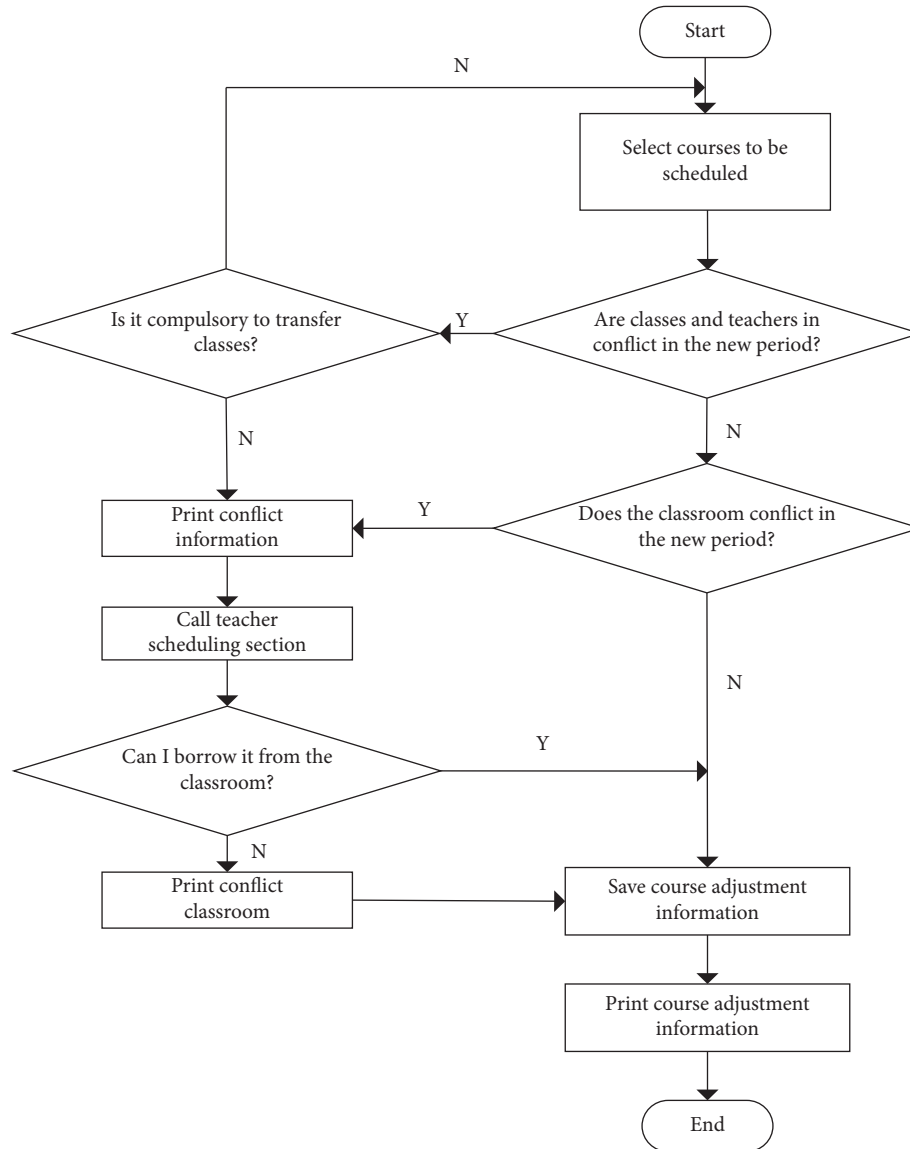 Start
N
Select courses to be
scheduled
Is it compulsory to transfer
classes?
Y
Are classes and teachers in
conflict in the new period?
N
N
Print conflict
information
Y
Does the classroom conflict in
the new period?
Call teacher
scheduling section
N
Can I borrow it from the
classroom?
Y
N
Print conflict
classroom
Save course adjustment
information
Print course adjustment
information
End